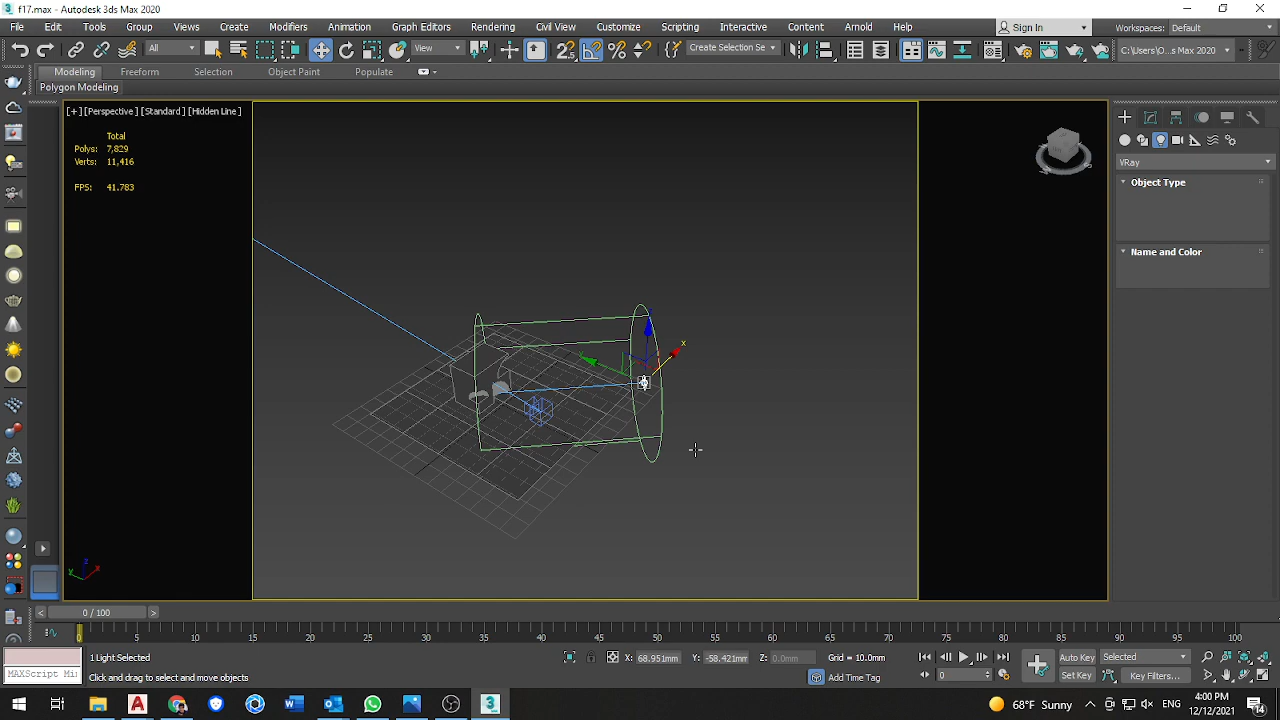 f17.max - Autodesk 3ds Max 2020
File Edit Tools Group Views Create Modifiers Animation Graph Editors Rendering Civil View Customize Scripting Interactive Content Arnold Help
Sign In
Workspaces: Default
All
View
Create Selection Se
C:\Users\O...s Max 2020
Modeling Freeform Selection Object Paint Populate
Polygon Modeling
[+] [Perspective] [Standard] [Hidden Line]
Total
Polys: 7,829
Verts: 11,416
FPS: 41.783
VRay
Object Type
Name and Color
x
z
y
x
0 / 100
0 5 10 15 20 25 30 35 40 45 50 55 60 65 70 75 80 85 90 95 100
1 Light Selected
X: 68.951mm Y: -58.421mm Z: 0.0mm Grid = 10.0mm
Auto Key
Selected
MAXScript Mi
Click and drag to select and move objects
Add Time Tag
0
Set Key
Key Filters...
68°F Sunny
ENG
4:00 PM
12/12/2021
14